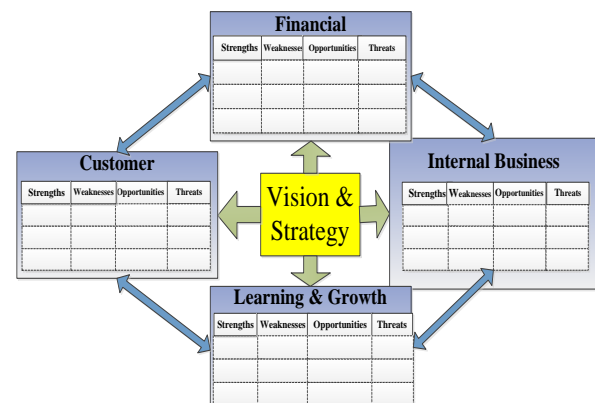 Financial
Strengths Weaknesses Opportunities Threats
Customer
Strengths Weaknesses Opportunities Threats
Vision &
Strategy
Internal Business
Strengths Weaknesses Opportunities Threats
Learning & Growth
Strengths Weaknesses Opportunities Threats